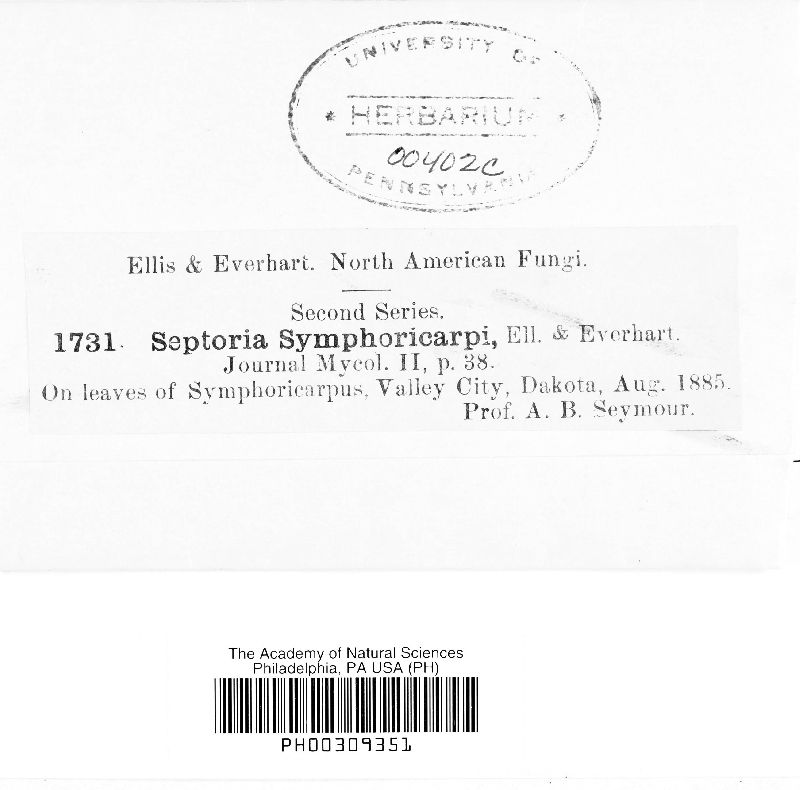 UNIVERSITY OF
* HERBARIUM *
00402C
PENNSYLVANIA
Ellis & Everhart. North American Fungi.
Second Series.
1731. Septoria Symphoricarpi, Ell. & Everhart.
Journal Mycol. II, p. 38.
On leaves of Symphoricarpus, Valley City, Dakota, Aug. 1885.
Prof. A. B. Seymour.
The Academy of Natural Sciences
Philadelphia, PA USA (PH)
PH00309351